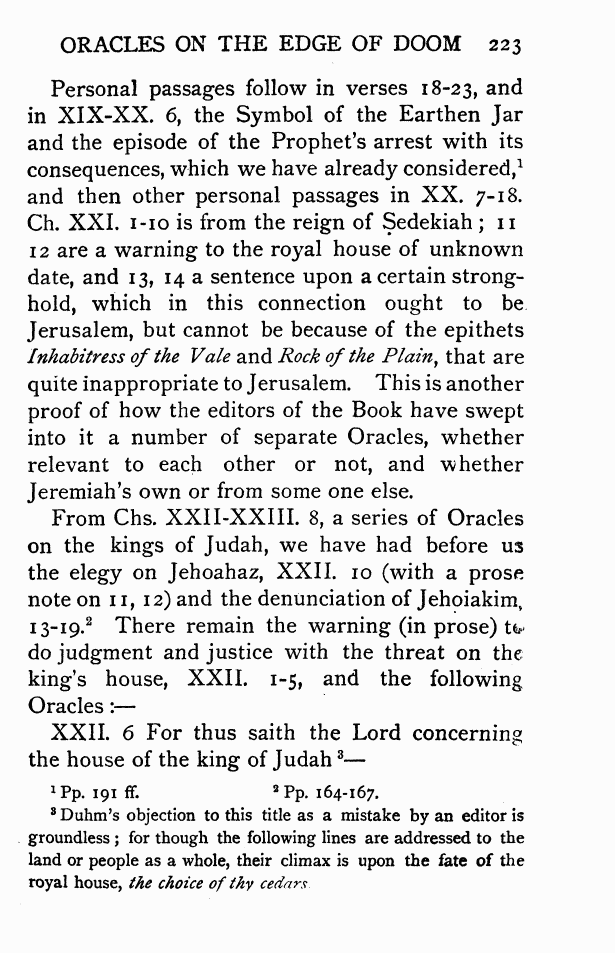 ORACLES ON THE EDGE OF DOOM 223
Personal passages follow in verses 18-23, and
in XIX-XX. 6, the Symbol of the Earthen Jar
and the episode of the Prophet's arrest with its
consequences, which we have already considered,¹
and then other personal passages in XX. 7-18.
Ch. XXI. 1-10 is from the reign of Ṣedekiah ; 11
12 are a warning to the royal house of unknown
date, and 13, 14 a sentence upon a certain strong-
hold, which in this connection ought to be
Jerusalem, but cannot be because of the epithets
Inhabitress of the Vale and Rock of the Plain, that are
quite inappropriate to Jerusalem. This is another
proof of how the editors of the Book have swept
into it a number of separate Oracles, whether
relevant to each other or not, and whether
Jeremiah's own or from some one else.
From Chs. XXII-XXIII. 8, a series of Oracles
on the kings of Judah, we have had before us
the elegy on Jehoahaz, XXII. 10 (with a prose
note on 11, 12) and the denunciation of Jehoiakim,
13-19.² There remain the warning (in prose) to
do judgment and justice with the threat on the
king's house, XXII. 1-5, and the following
Oracles :—
XXII. 6 For thus saith the Lord concerning
the house of the king of Judah ³—
¹ Pp. 191 ff. ² Pp. 164-167.
³ Duhm's objection to this title as a mistake by an editor is
groundless ; for though the following lines are addressed to the
land or people as a whole, their climax is upon the fate of the
royal house, the choice of thy cedars